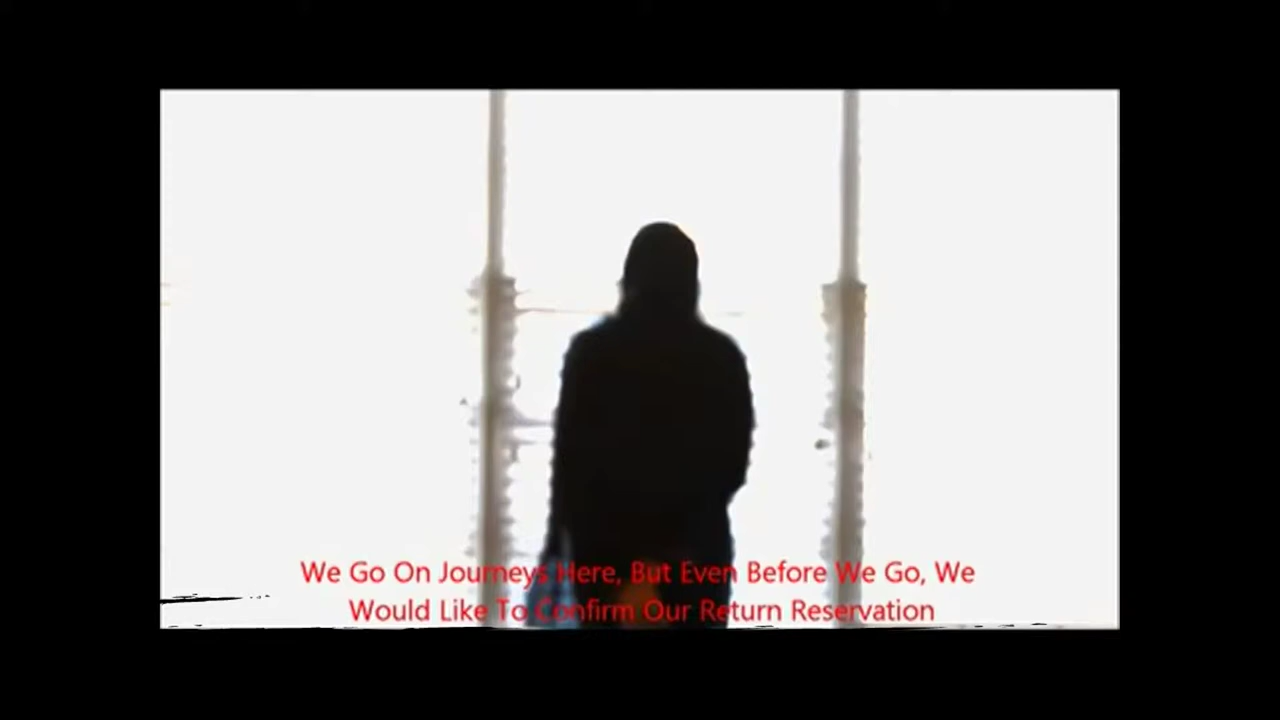 We Go On Journeys Here, But Even Before We Go, We
Would Like To Confirm Our Return Reservation